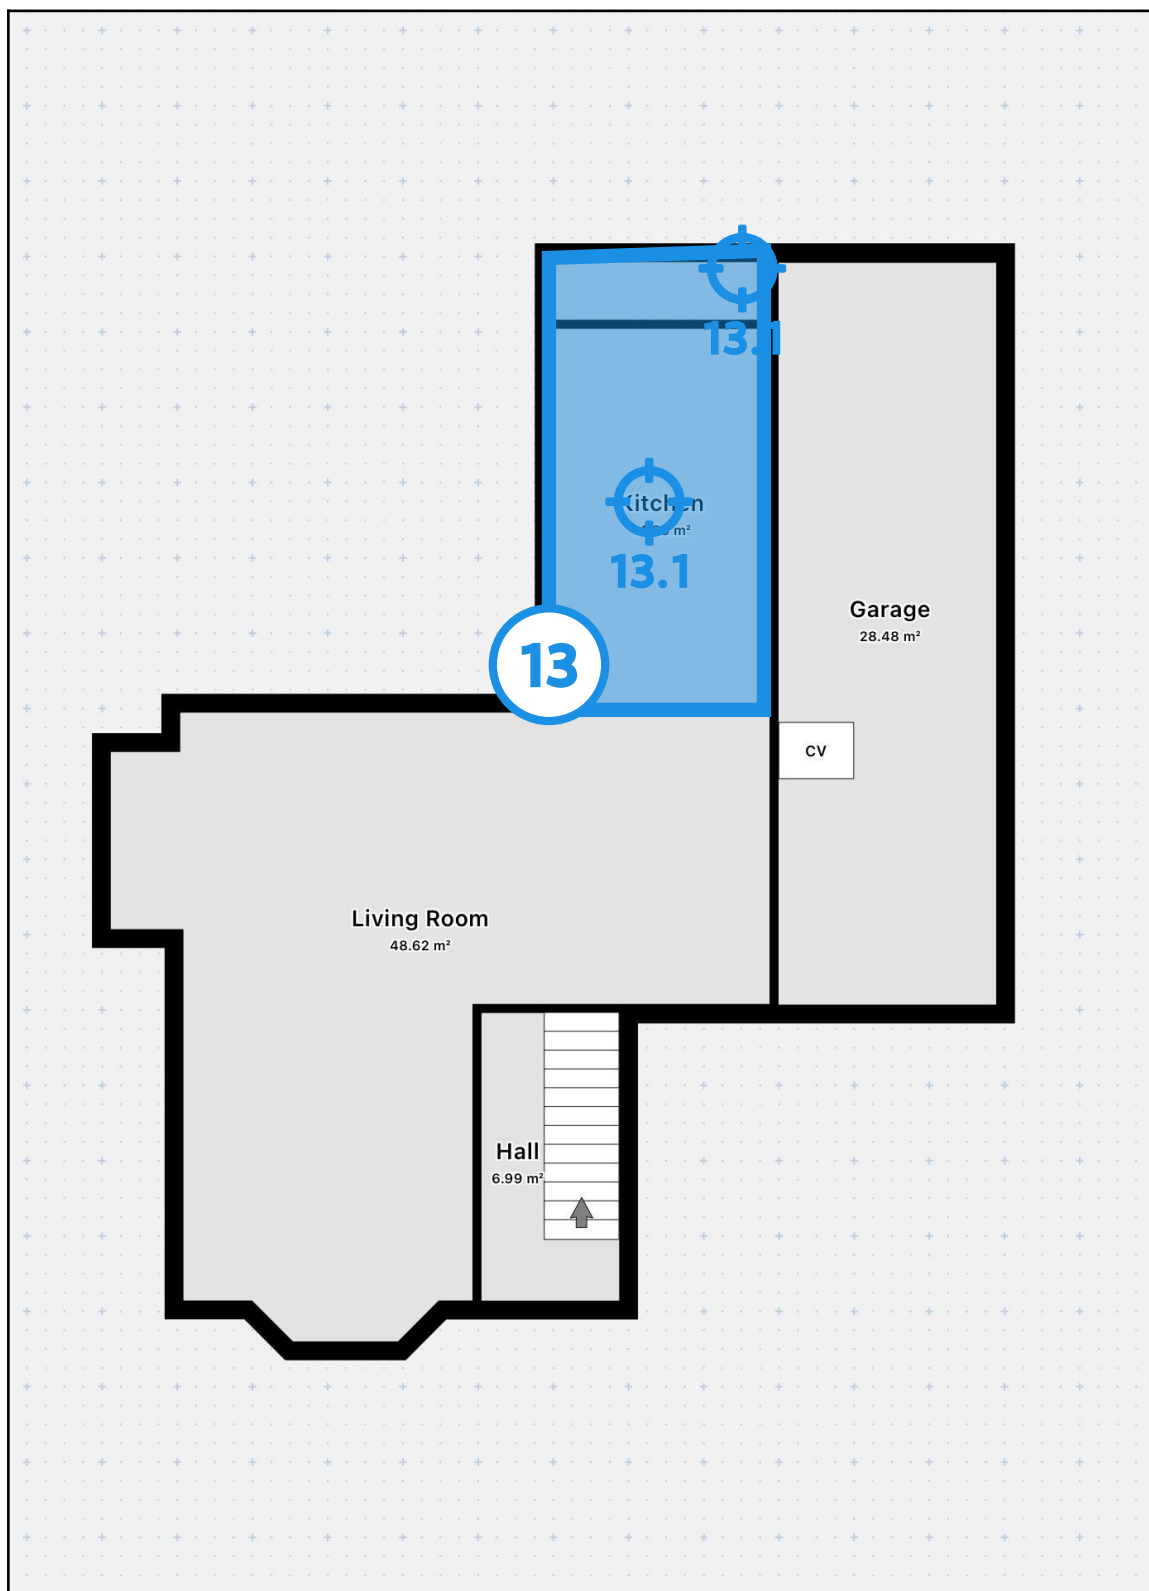 13.1
13.1
13
Garage
28.48 m²
CV
Living Room
48.62 m²
Hall
6.99 m²